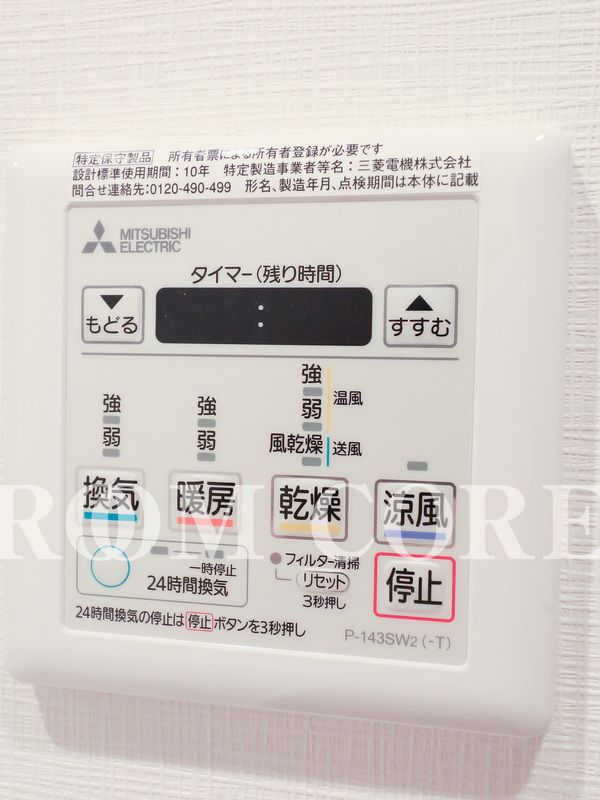 特定保守製品 所有者票による所有者登録が必要です
設計標準使用期間：10年 特定製造事業者等名：三菱電機株式会社
問合せ連絡先：0120-490-499 形名、製造年月、点検期間は本体に記載
MITSUBISHI
ELECTRIC
タイマー(残り時間)
▼ : ▲
もどる すすむ
強 強 強 温風
弱 弱 弱
風乾燥 送風
換気 暖房 乾燥 涼風
ROOM CORE
一時停止
24時間換気
フィルター清掃
リセット
3秒押し
停止
24時間換気の停止は 停止 ボタンを3秒押し
P-143SW2(-T)